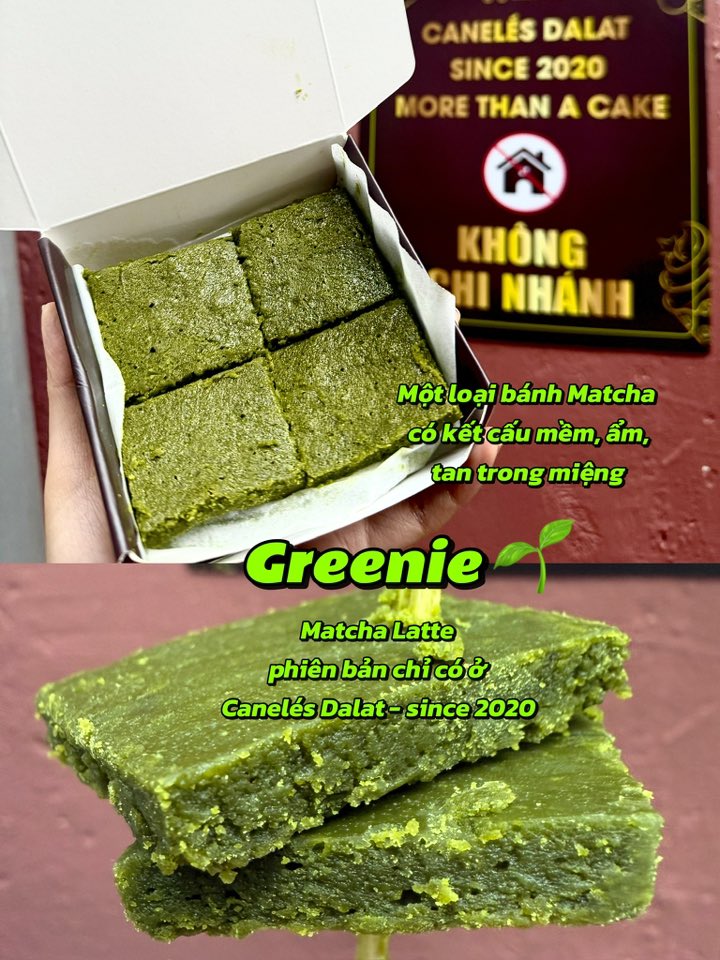 CANELÉS DALAT
SINCE 2020
MORE THAN A CAKE
KHÔNG
CHI NHÁNH
Một loại bánh Matcha
có kết cấu mềm, ẩm,
tan trong miệng
Greenie
Matcha Latte
phiên bản chỉ có ở
Canelés Dalat - since 2020